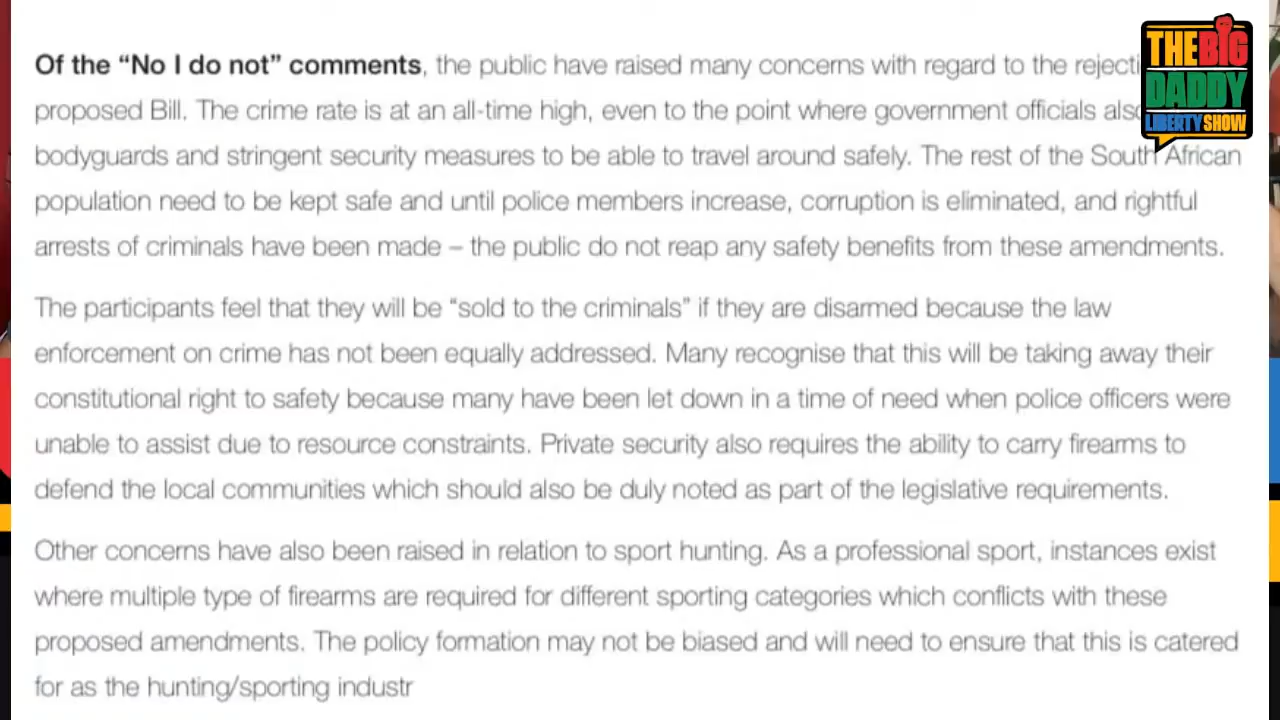 THE BIG
DADDY
LIBERTY SHOW
Of the “No I do not” comments, the public have raised many concerns with regard to the rejecti
proposed Bill. The crime rate is at an all-time high, even to the point where government officials also
bodyguards and stringent security measures to be able to travel around safely. The rest of the South African
population need to be kept safe and until police members increase, corruption is eliminated, and rightful
arrests of criminals have been made – the public do not reap any safety benefits from these amendments.
The participants feel that they will be “sold to the criminals” if they are disarmed because the law
enforcement on crime has not been equally addressed. Many recognise that this will be taking away their
constitutional right to safety because many have been let down in a time of need when police officers were
unable to assist due to resource constraints. Private security also requires the ability to carry firearms to
defend the local communities which should also be duly noted as part of the legislative requirements.
Other concerns have also been raised in relation to sport hunting. As a professional sport, instances exist
where multiple type of firearms are required for different sporting categories which conflicts with these
proposed amendments. The policy formation may not be biased and will need to ensure that this is catered
for as the hunting/sporting industr